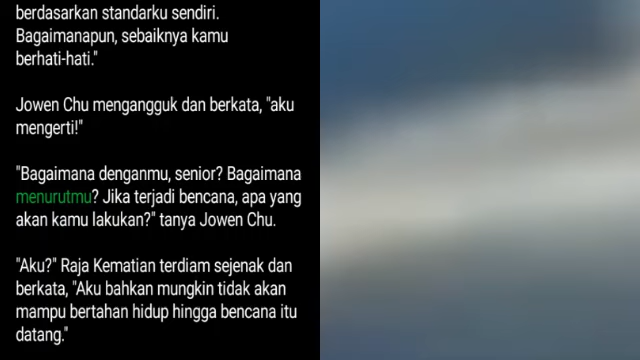 berdasarkan standarku sendiri.
Bagaimanapun, sebaiknya kamu
berhati-hati."
Jowen Chu mengangguk dan berkata, "aku
mengerti!"
"Bagaimana denganmu, senior? Bagaimana
menurutmu? Jika terjadi bencana, apa yang
akan kamu lakukan?" tanya Jowen Chu.
"Aku?" Raja Kematian terdiam sejenak dan
berkata, "Aku bahkan mungkin tidak akan
mampu bertahan hidup hingga bencana itu
datang."